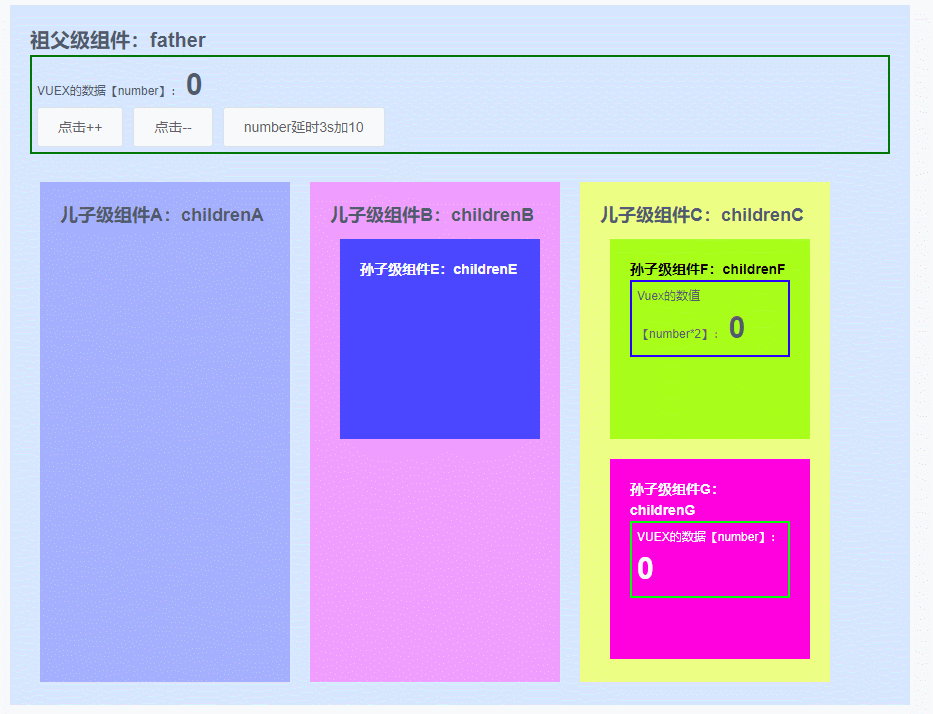 祖父级组件：father
VUEX的数据【number】： 0
点击++
点击--
number延时3s加10
儿子级组件A：childrenA
儿子级组件B：childrenB
儿子级组件C：childrenC
孙子级组件E：childrenE
孙子级组件F：childrenF
Vuex的数值
【number*2】： 0
孙子级组件G：
childrenG
VUEX的数据【number】：
0